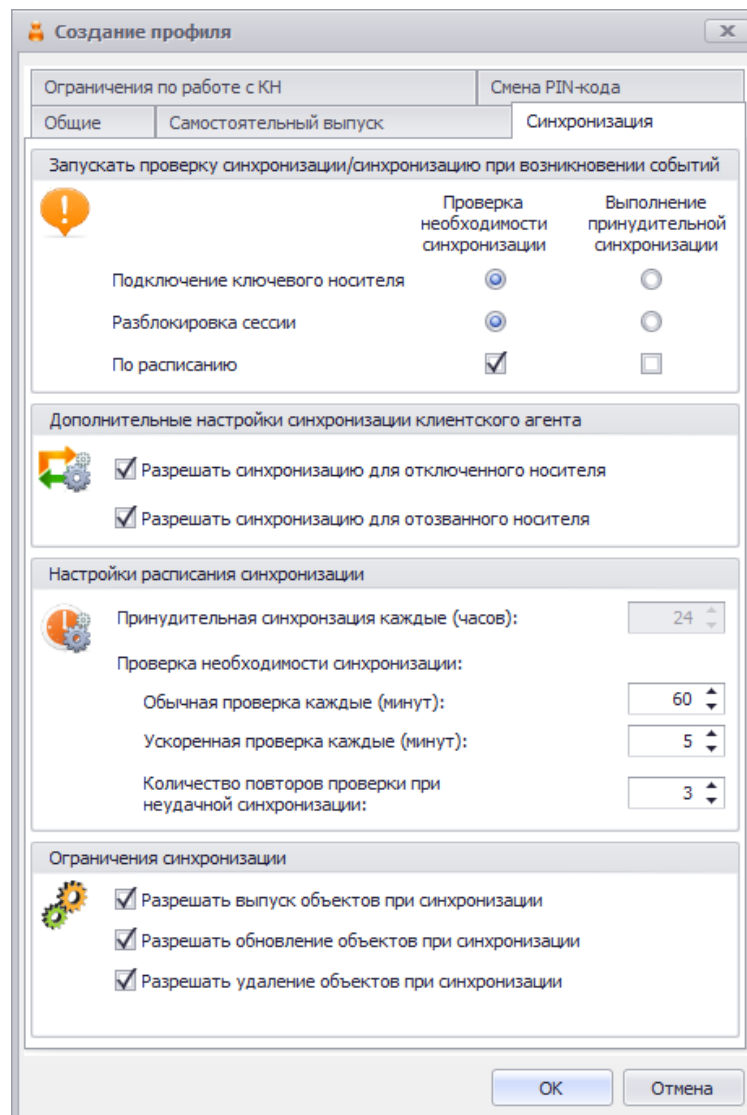 Создание профиля
Ограничения по работе с КН
Смена PIN-кода
Общие
Самостоятельный выпуск
Синхронизация
Запускать проверку синхронизации/синхронизацию при возникновении событий
Проверка
необходимости
синхронизации
Выполнение
принудительной
синхронизации
Подключение ключевого носителя
Разблокировка сессии
По расписанию
Дополнительные настройки синхронизации клиентского агента
Разрешать синхронизацию для отключенного носителя
Разрешать синхронизацию для отозванного носителя
Настройки расписания синхронизации
Принудительная синхронзация каждые (часов):
24
Проверка необходимости синхронизации:
Обычная проверка каждые (минут):
60
Ускоренная проверка каждые (минут):
5
Количество повторов проверки при
неудачной синхронизации:
3
Ограничения синхронизации
Разрешать выпуск объектов при синхронизации
Разрешать обновление объектов при синхронизации
Разрешать удаление объектов при синхронизации
ОК
Отмена